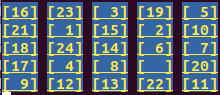 [16] [23] [ 3] [19] [ 5]
[21] [ 1] [15] [ 2] [10]
[18] [24] [14] [ 6] [ 7]
[17] [ 4] [ 8] [  ] [20]
[ 9] [12] [13] [22] [11]